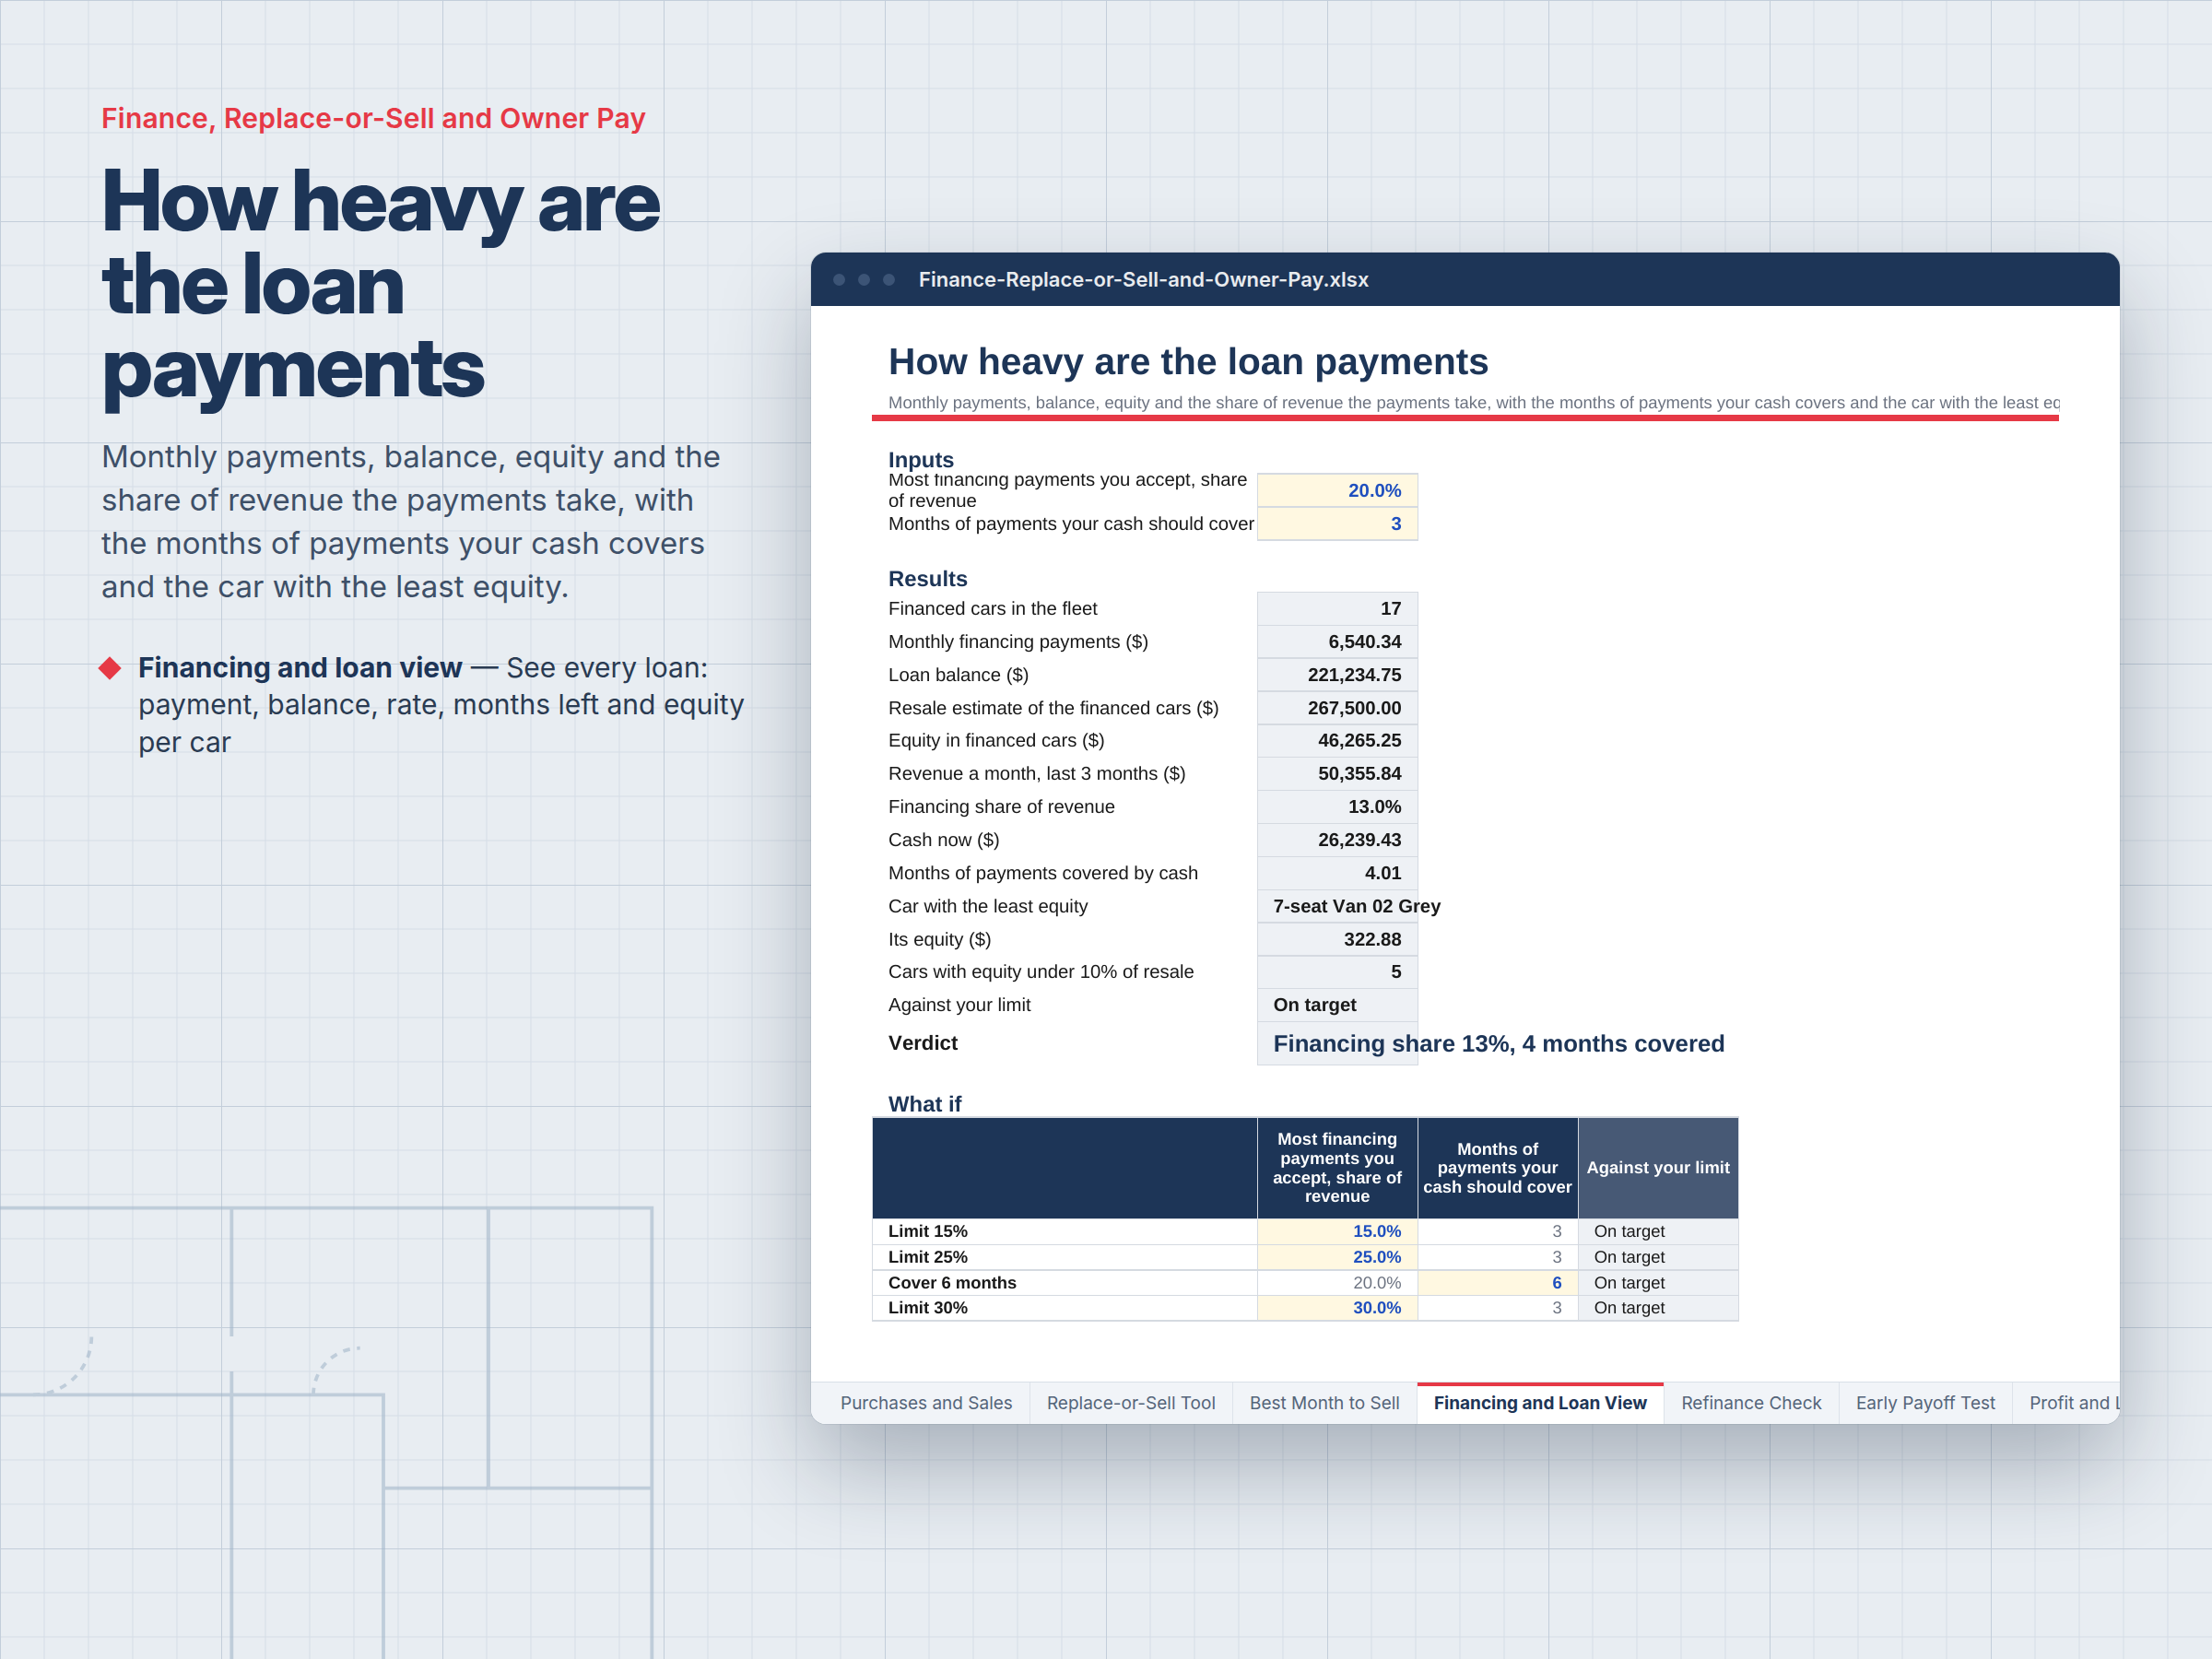 Finance, Replace-or-Sell and Owner Pay
How heavy are
the loan
payments
Monthly payments, balance, equity and the
share of revenue the payments take, with
the months of payments your cash covers
and the car with the least equity.
Financing and loan view — See every loan:
payment, balance, rate, months left and equity
per car
Finance-Replace-or-Sell-and-Owner-Pay.xlsx
How heavy are the loan payments
Monthly payments, balance, equity and the share of revenue the payments take, with the months of payments your cash covers and the car with the least eq
Inputs
Most financing payments you accept, share
of revenue
20.0%
Months of payments your cash should cover 3
Results
Financed cars in the fleet 17
Monthly financing payments ($) 6,540.34
Loan balance ($) 221,234.75
Resale estimate of the financed cars ($) 267,500.00
Equity in financed cars ($) 46,265.25
Revenue a month, last 3 months ($) 50,355.84
Financing share of revenue 13.0%
Cash now ($) 26,239.43
Months of payments covered by cash 4.01
Car with the least equity 7-seat Van 02 Grey
Its equity ($) 322.88
Cars with equity under 10% of resale 5
Against your limit On target
Verdict Financing share 13%, 4 months covered
What if
Most financing
payments you
accept, share of
revenue
Months of
payments your
cash should cover
Against your limit
Limit 15% 15.0% 3 On target
Limit 25% 25.0% 3 On target
Cover 6 months 20.0% 6 On target
Limit 30% 30.0% 3 On target
Purchases and Sales Replace-or-Sell Tool Best Month to Sell Financing and Loan View Refinance Check Early Payoff Test Profit and L